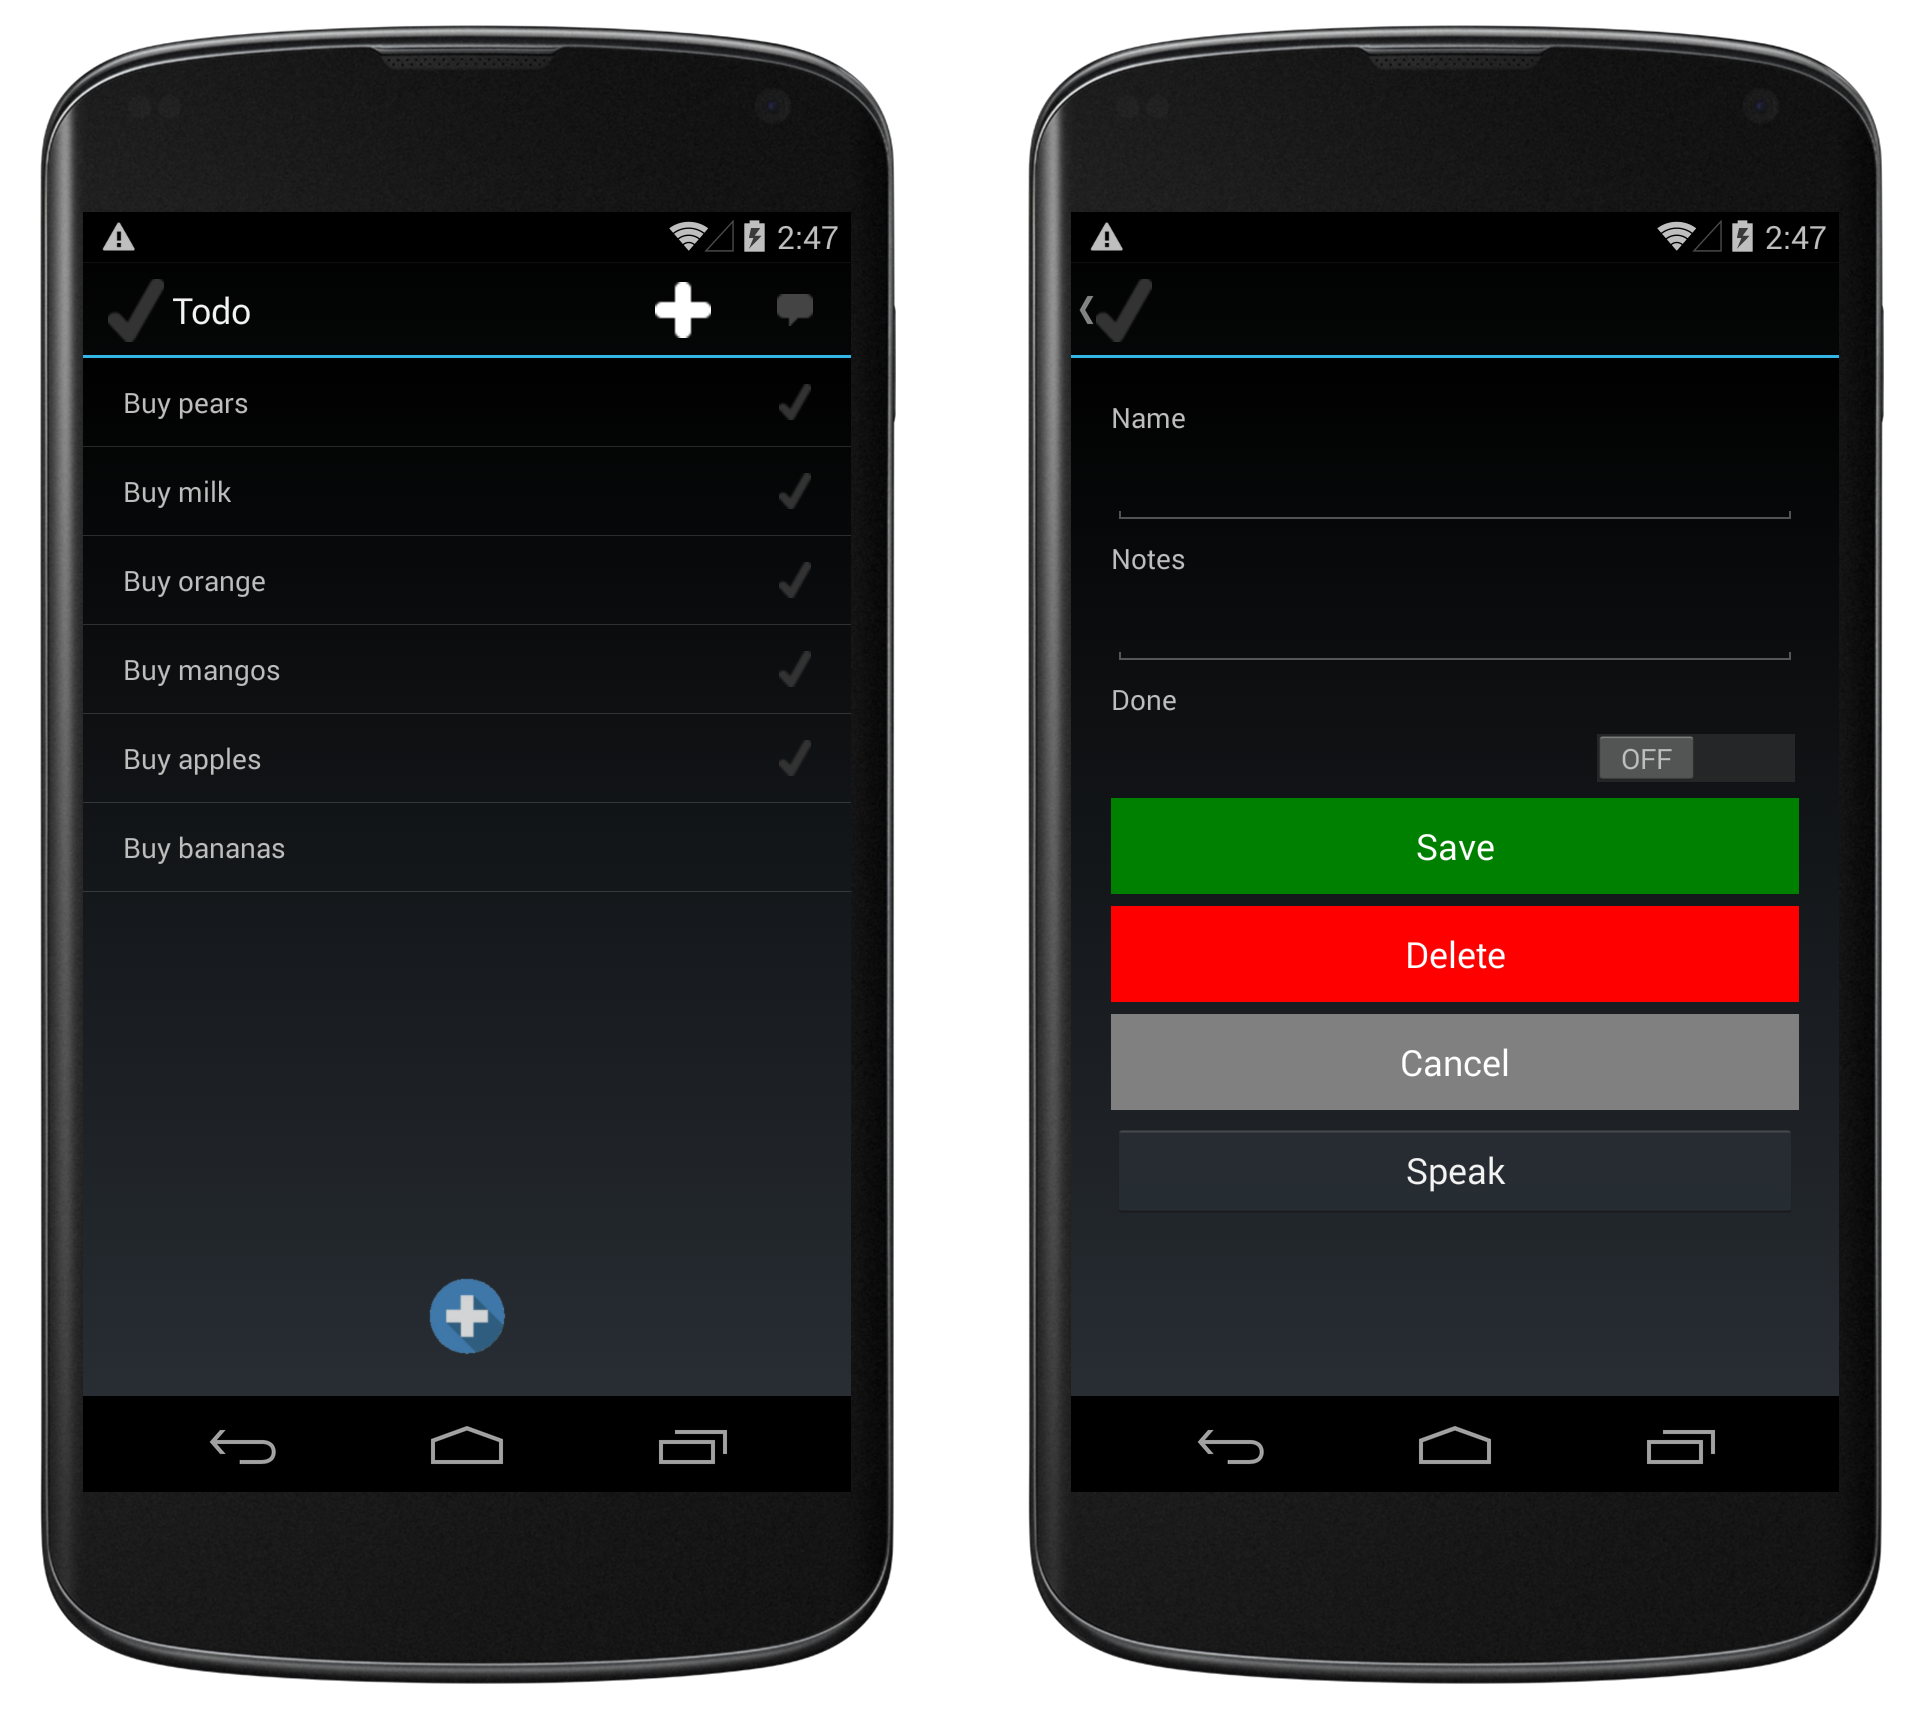 2:47
Todo
Buy pears
Buy milk
Buy orange
Buy mangos
Buy apples
Buy bananas
2:47
Name
Notes
Done
OFF
Save
Delete
Cancel
Speak